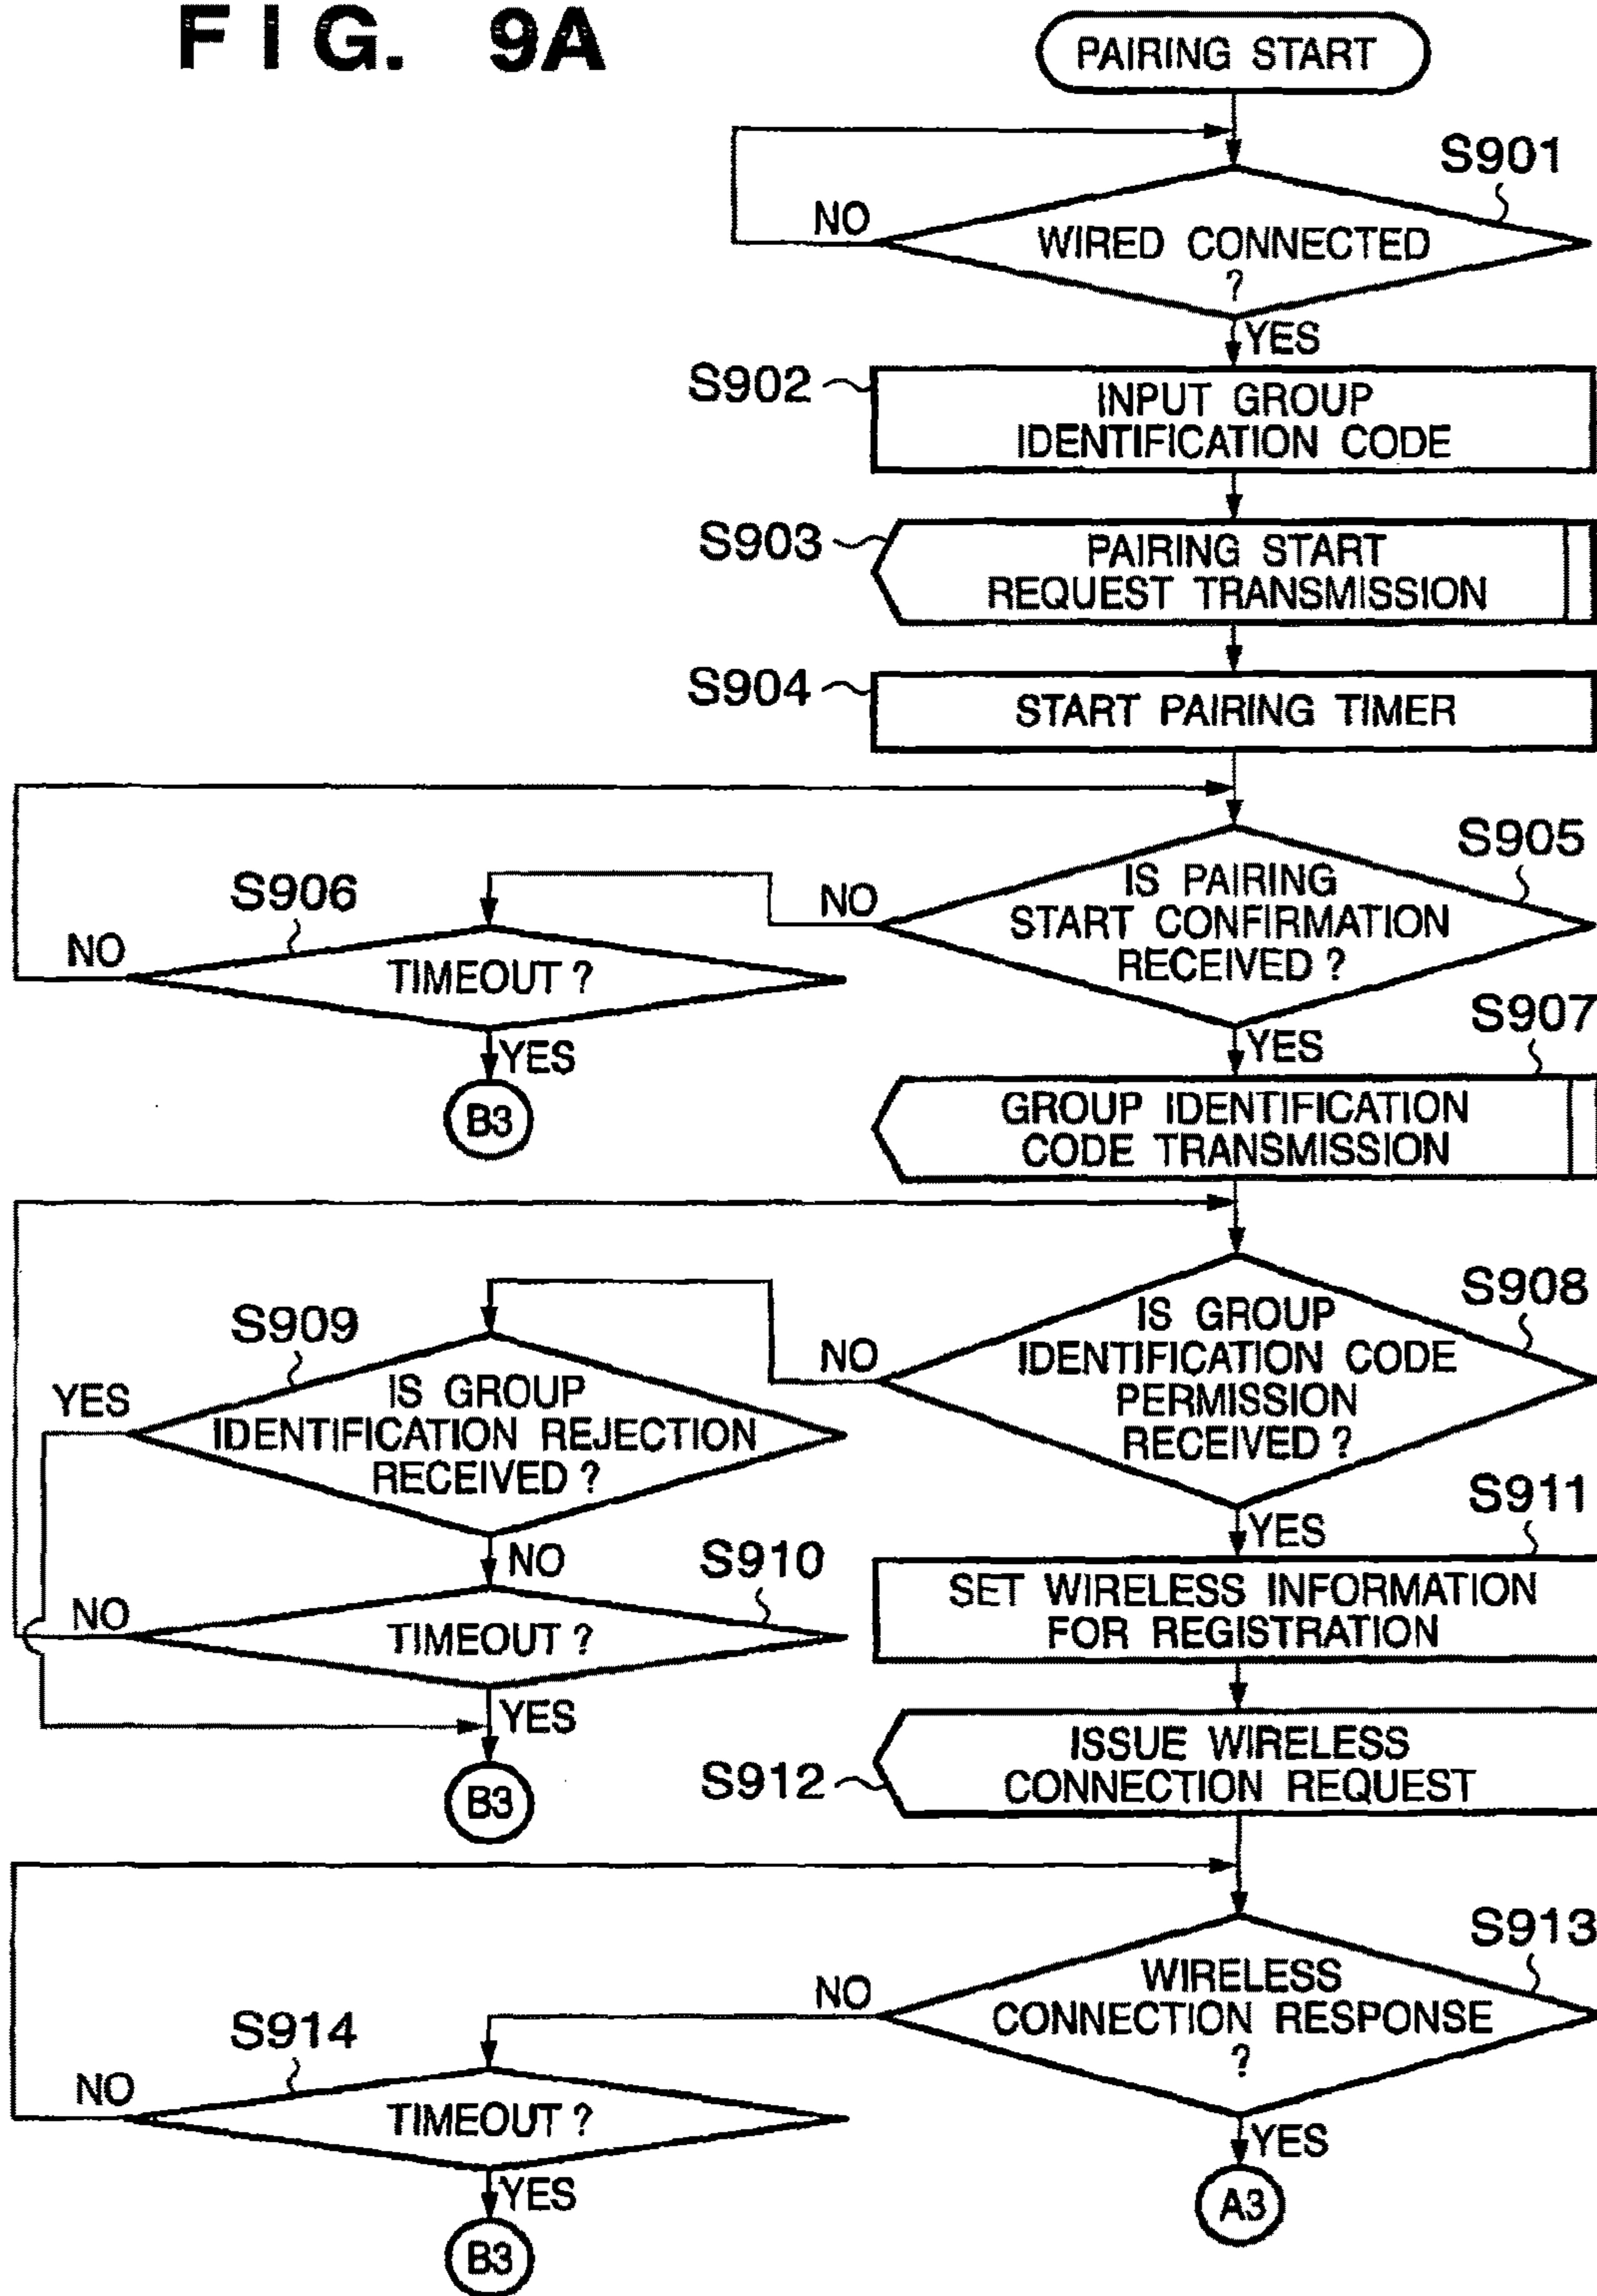 FIG. 9A
PAIRING START
S901
NO
WIRED CONNECTED
?
YES
S902
INPUT GROUP
IDENTIFICATION CODE
S903
PAIRING START
REQUEST TRANSMISSION
S904
START PAIRING TIMER
S905
IS PAIRING
START CONFIRMATION
RECEIVED ?
NO
S906
NO
TIMEOUT ?
YES
B3
YES
S907
GROUP IDENTIFICATION
CODE TRANSMISSION
S908
IS GROUP
IDENTIFICATION CODE
PERMISSION
RECEIVED ?
NO
S909
YES
IS GROUP
IDENTIFICATION REJECTION
RECEIVED ?
NO
S910
NO
TIMEOUT ?
YES
B3
YES
S911
SET WIRELESS INFORMATION
FOR REGISTRATION
S912
ISSUE WIRELESS
CONNECTION REQUEST
S913
WIRELESS
CONNECTION RESPONSE
?
NO
S914
NO
TIMEOUT ?
YES
B3
YES
A3